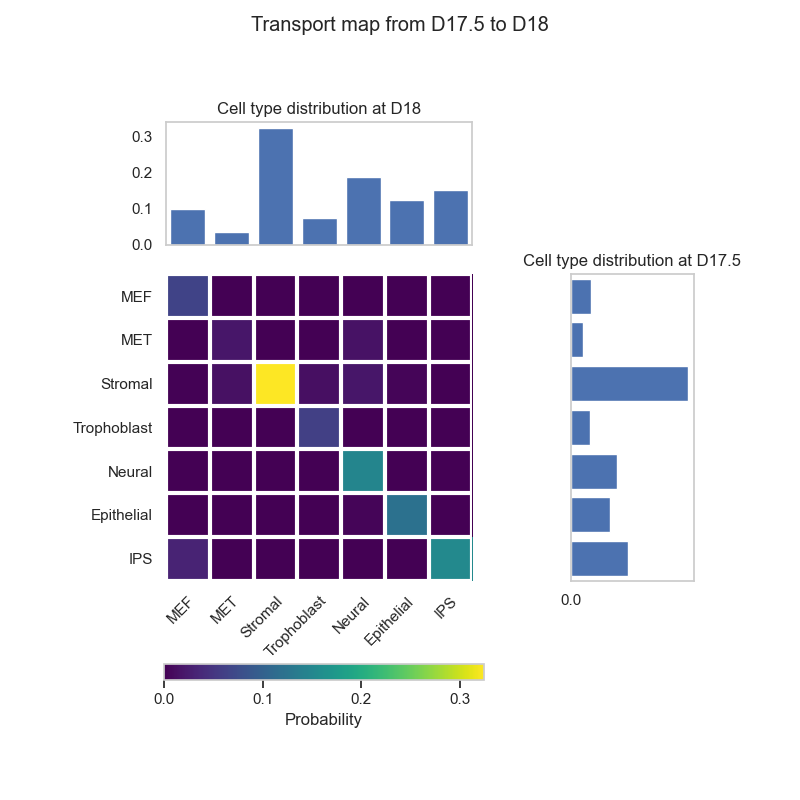 Transport map from D17.5 to D18
Cell type distribution at D18
0.3
0.2
0.1
0.0
Cell type distribution at D17.5
MEF
MET
Stromal
Trophoblast
Neural
Epithelial
IPS
0.0
MEF
MET
Stromal
Trophoblast
Neural
Epithelial
IPS
0.0
0.1
0.2
0.3
Probability